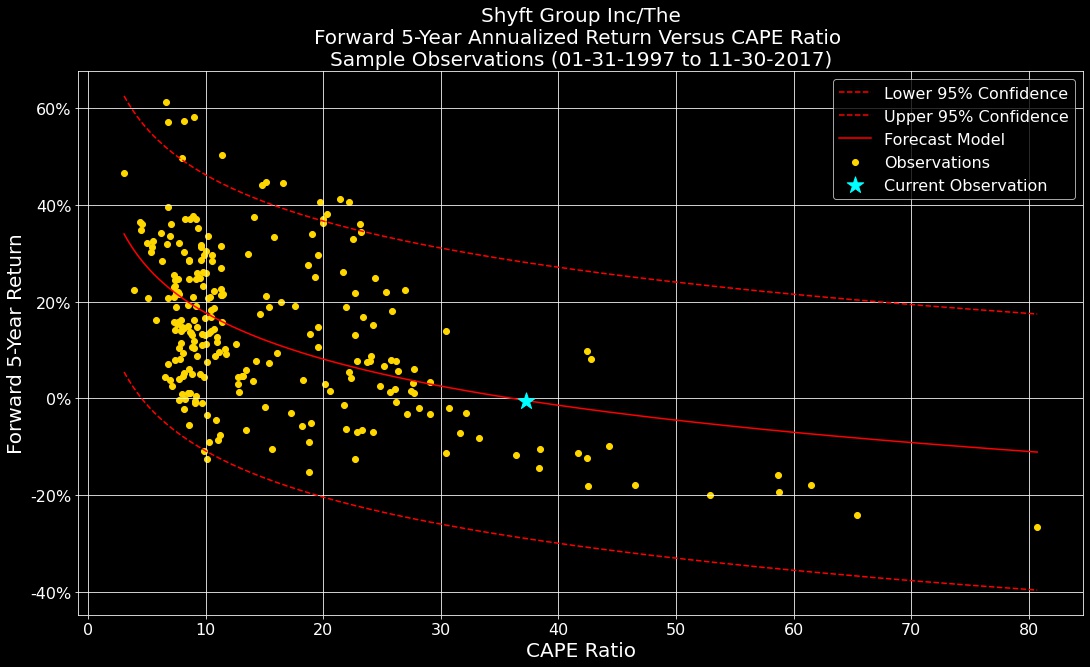 Shyft Group Inc/The
Forward 5-Year Annualized Return Versus CAPE Ratio
Sample Observations (01-31-1997 to 11-30-2017)
Lower 95% Confidence
Upper 95% Confidence
Forecast Model
Observations
Current Observation
Forward 5-Year Return
60%
40%
20%
0%
-20%
-40%
0 10 20 30 40 50 60 70 80
CAPE Ratio